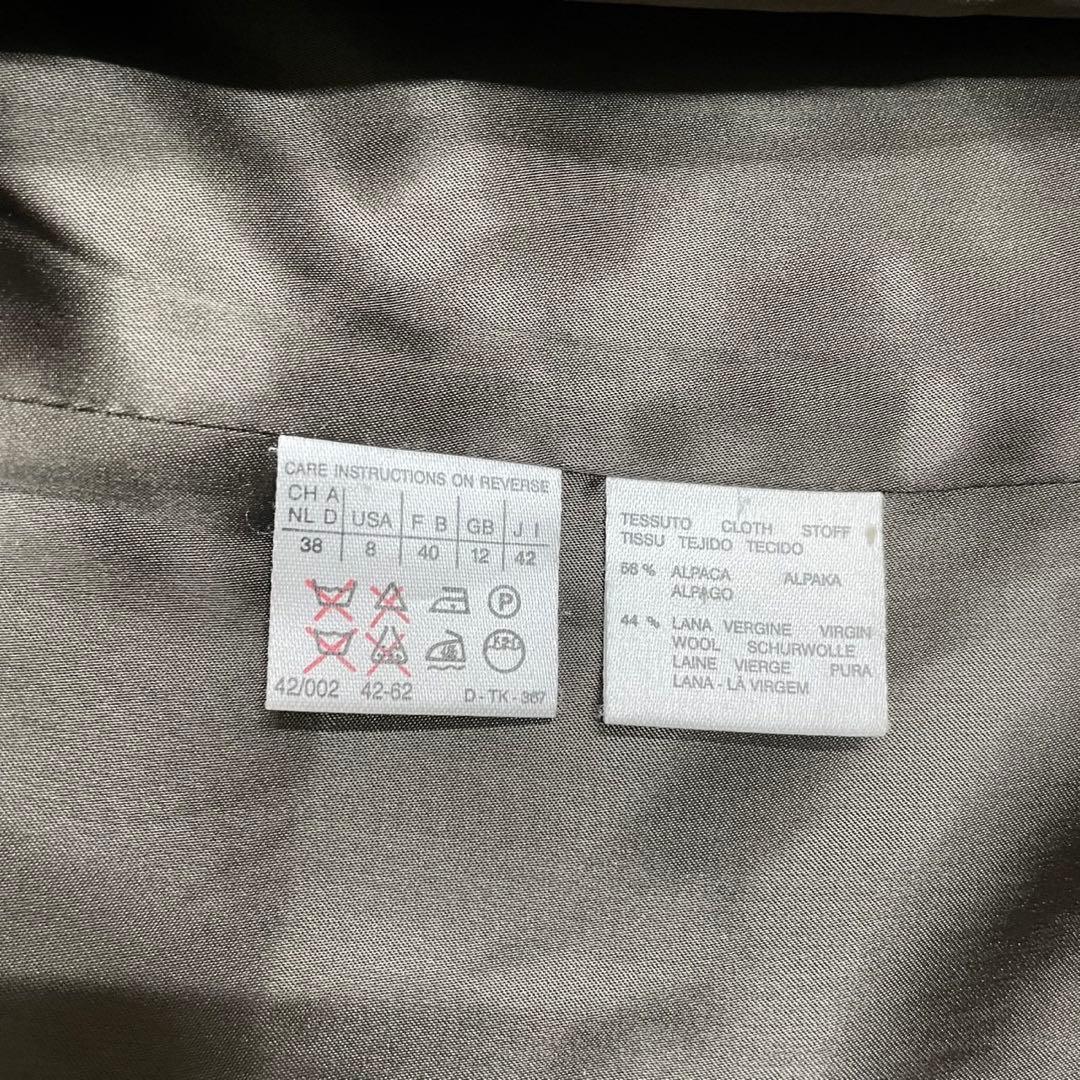 CARE INSTRUCTIONS ON REVERSE
CH A
NL D USA F B GB J I
38 8 40 12 42
P
42/002 42-62 D-TK-367
TESSUTO CLOTH STOFF
TISSU TEJIDO TECIDO
56 % ALPACA ALPAKA
ALPAGO
44 % LANA VERGINE VIRGIN
WOOL SCHURWOLLE
LAINE VIERGE PURA
LANA - LÀ VIRGEM